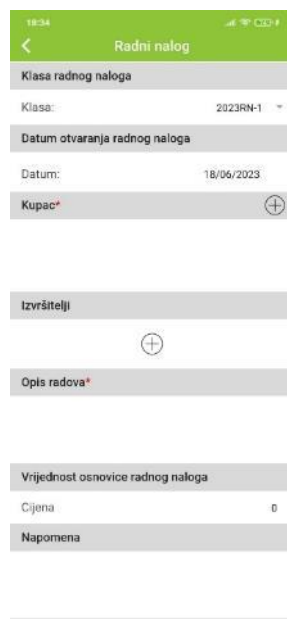 18:34
Radni nalog
Klasa radnog naloga
Klasa: 2023RN-1
Datum otvaranja radnog naloga
Datum: 18/06/2023
Kupac*
Izvršitelji
Opis radova*
Vrijednost osnovice radnog naloga
Cijena 0
Napomena